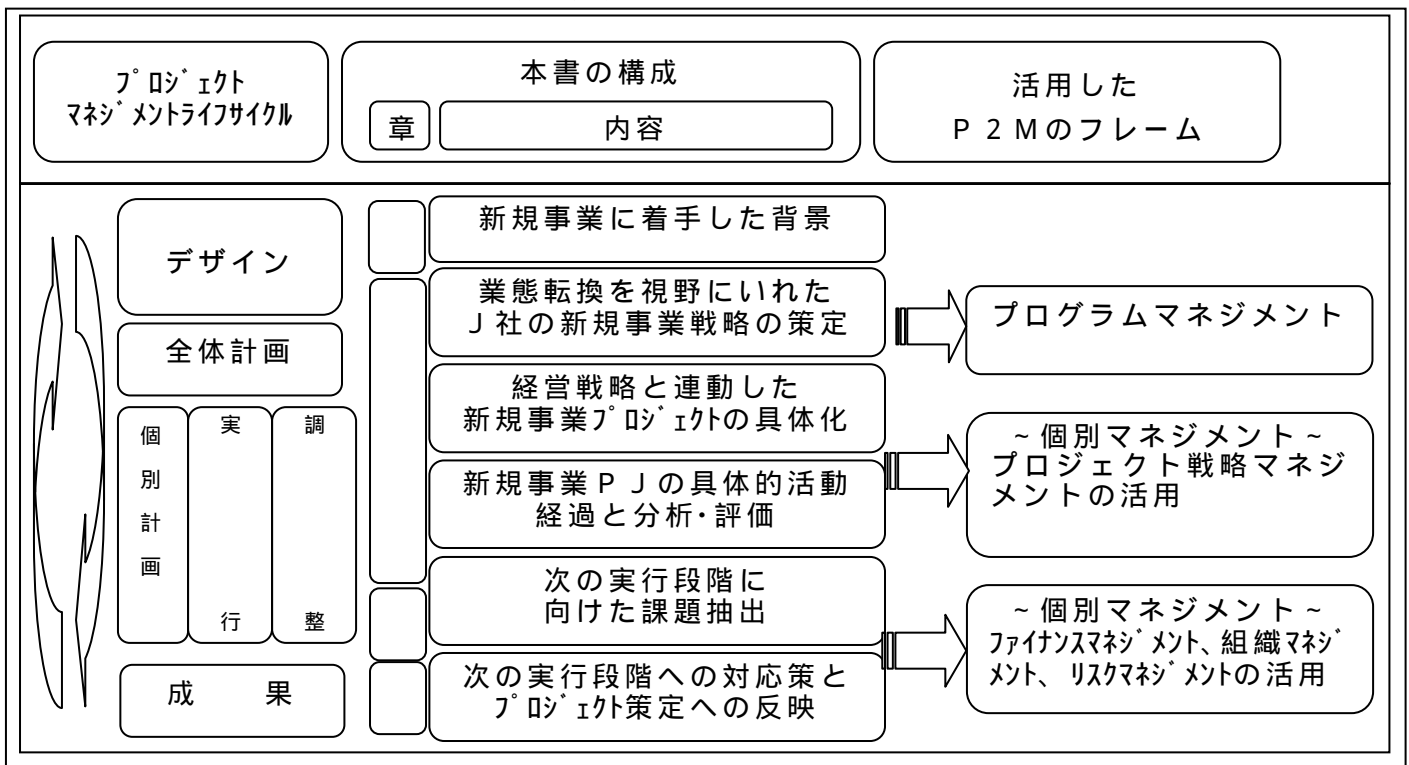 プロジェクト
マネジメントライフサイクル
本書の構成
章
内容
活用した
P2Mのフレーム
デザイン
全体計画
個別計画
実行
調整
成果
新規事業に着手した背景
業態転換を視野にいれた
J社の新規事業戦略の策定
経営戦略と連動した
新規事業プロジェクトの具体化
新規事業PJの具体的活動
経過と分析・評価
次の実行段階に
向けた課題抽出
次の実行段階への対応策と
プロジェクト策定への反映
プログラムマネジメント
~個別マネジメント~
プロジェクト戦略マネジ
メントの活用
~個別マネジメント~
ファイナンスマネジメント、組織マネジ
メント、リスクマネジメントの活用